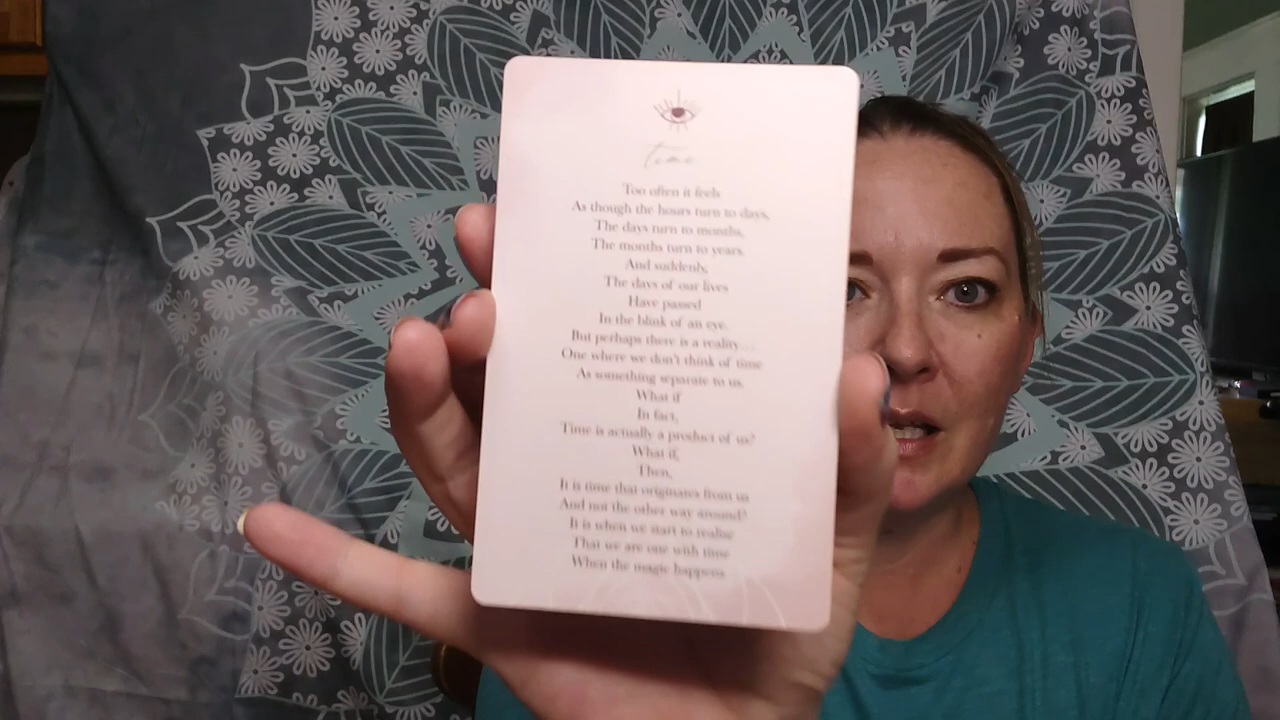 time
Too often it feels
As though the hours turn to days,
The days turn to months,
The months turn to years.
And suddenly,
The days of our lives
Have passed
In the blink of an eye.
But perhaps there is a reality...
One where we don't think of time
As something separate to us.
What if
In fact,
Time is actually a product of us?
What if,
Then,
It is time that originates from us
And not the other way around?
It is when we start to realise
That we are one with time
When the magic happens.